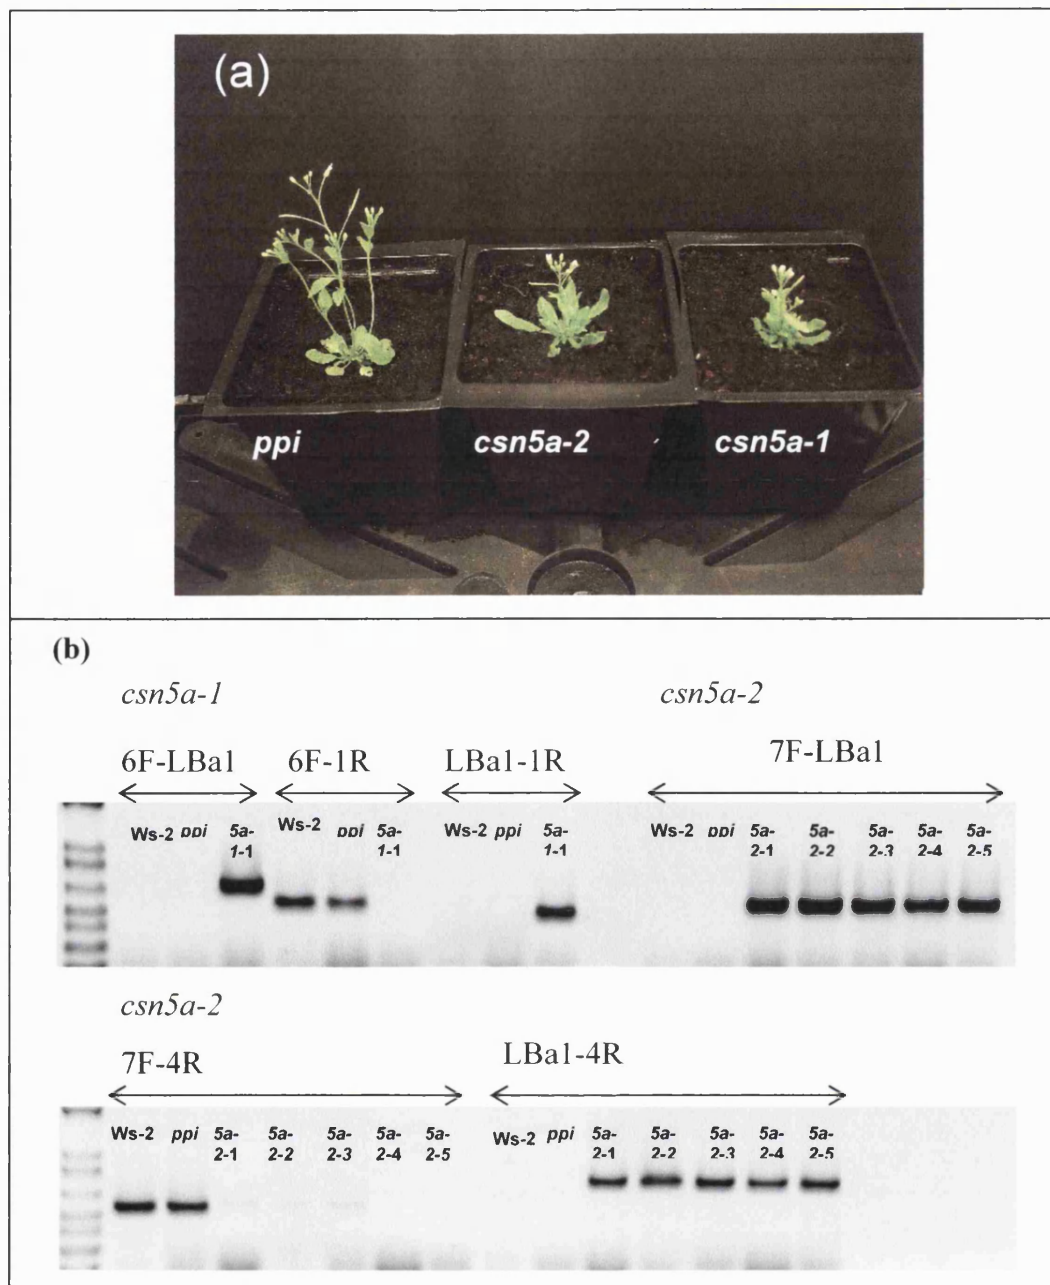 (a)
ppi csn5a-2 csn5a-1
(b)
csn5a-1 csn5a-2
6F-LBa1 6F-1R LBa1-1R 7F-LBa1
Ws-2 ppi 5a-1-1 Ws-2 ppi 5a-1-1 Ws-2 ppi 5a-1-1 Ws-2 ppi 5a-2-1 5a-2-2 5a-2-3 5a-2-4 5a-2-5
csn5a-2
7F-4R LBa1-4R
Ws-2 ppi 5a-2-1 5a-2-2 5a-2-3 5a-2-4 5a-2-5 Ws-2 ppi 5a-2-1 5a-2-2 5a-2-3 5a-2-4 5a-2-5